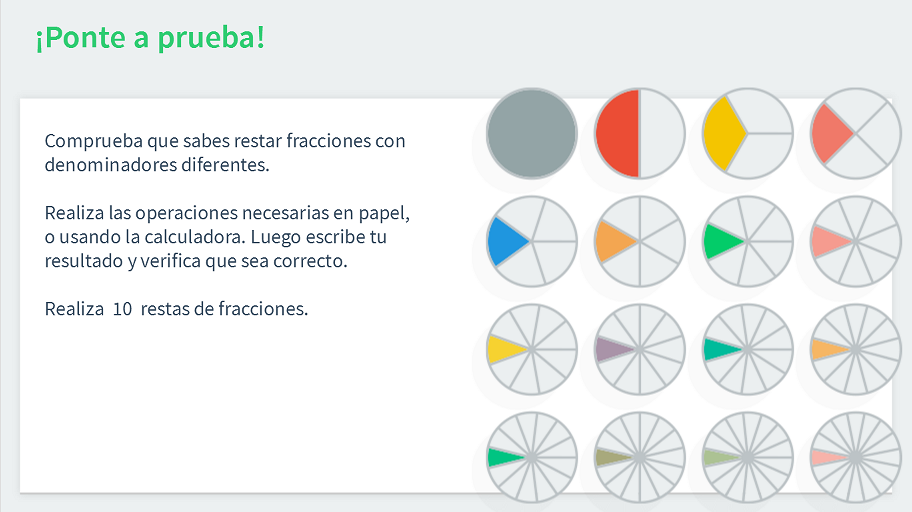 ¡Ponte a prueba!
Comprueba que sabes restar fracciones con
denominadores diferentes.
Realiza las operaciones necesarias en papel,
o usando la calculadora. Luego escribe tu
resultado y verifica que sea correcto.
Realiza 10 restas de fracciones.